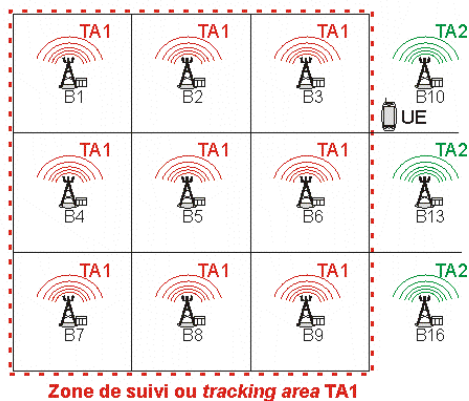 TA1 TA1 TA1 TA2
B1 B2 B3 B10
UE
TA1 TA1 TA1 TA2
B4 B5 B6 B13
TA1 TA1 TA1 TA2
B7 B8 B9 B16
Zone de suivi ou tracking area TA1